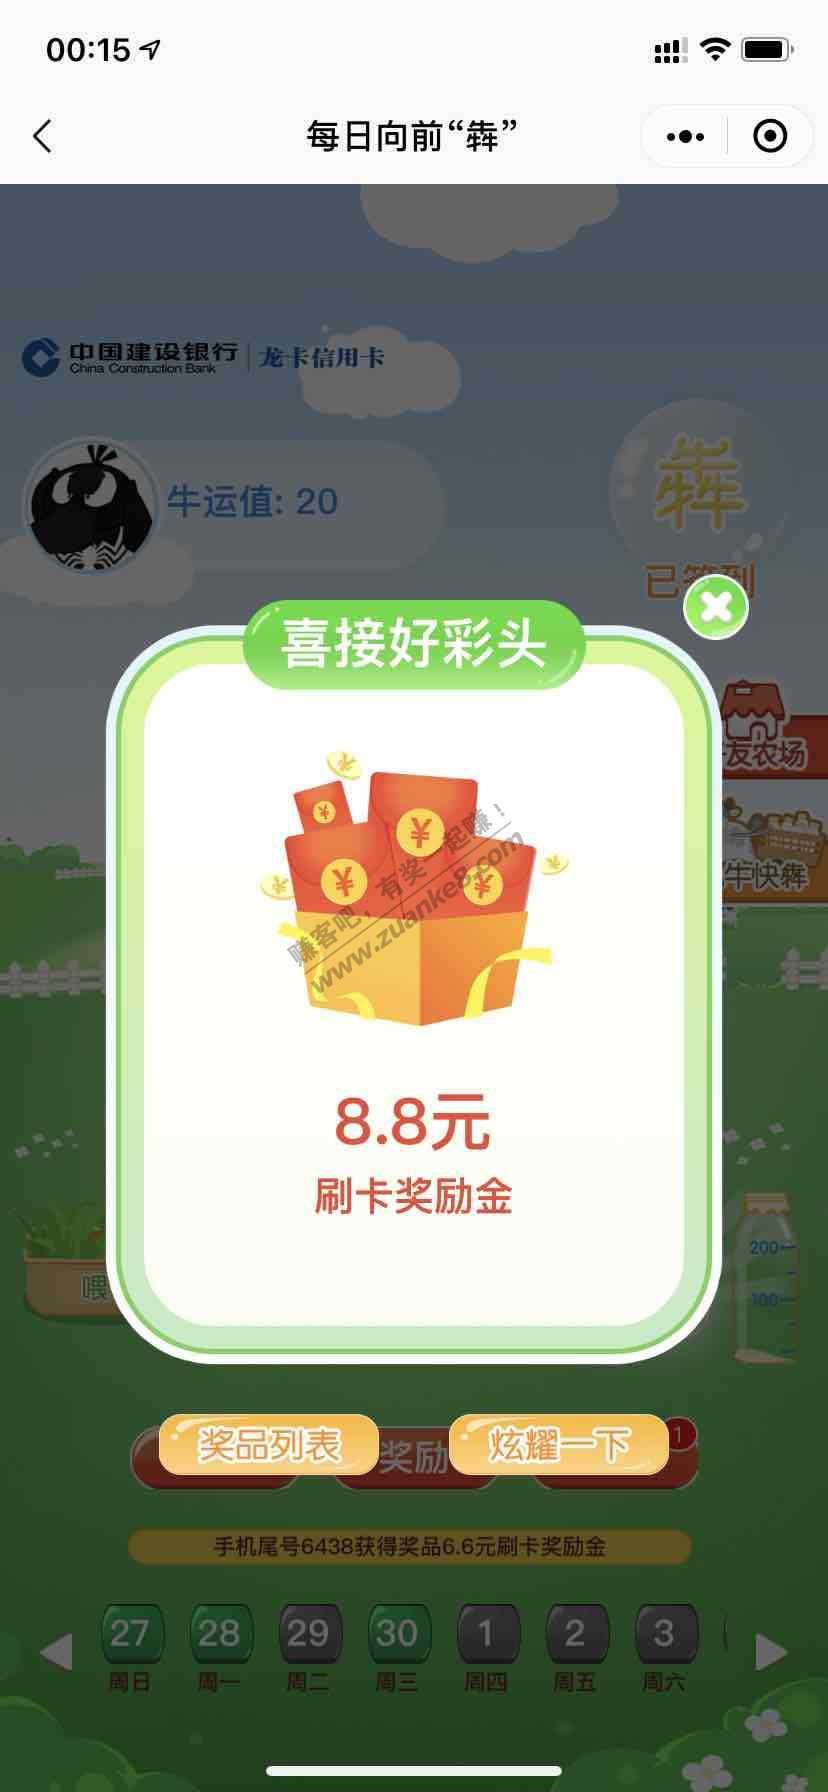 00:15
每日向前“犇”
中国建设银行 龙卡信用卡
China Construction Bank
牛运值: 20
犇
已签到
喜接好彩头
友农场
牛快犇
赚客吧，有奖一起赚！
www.zuanke8.com
8.8元
刷卡奖励金
200
100
喂
奖品列表
奖励
炫耀一下
1
手机尾号6438获得奖品6.6元刷卡奖励金
27 28 29 30 1 2 3
周日 周一 周二 周三 周四 周五 周六